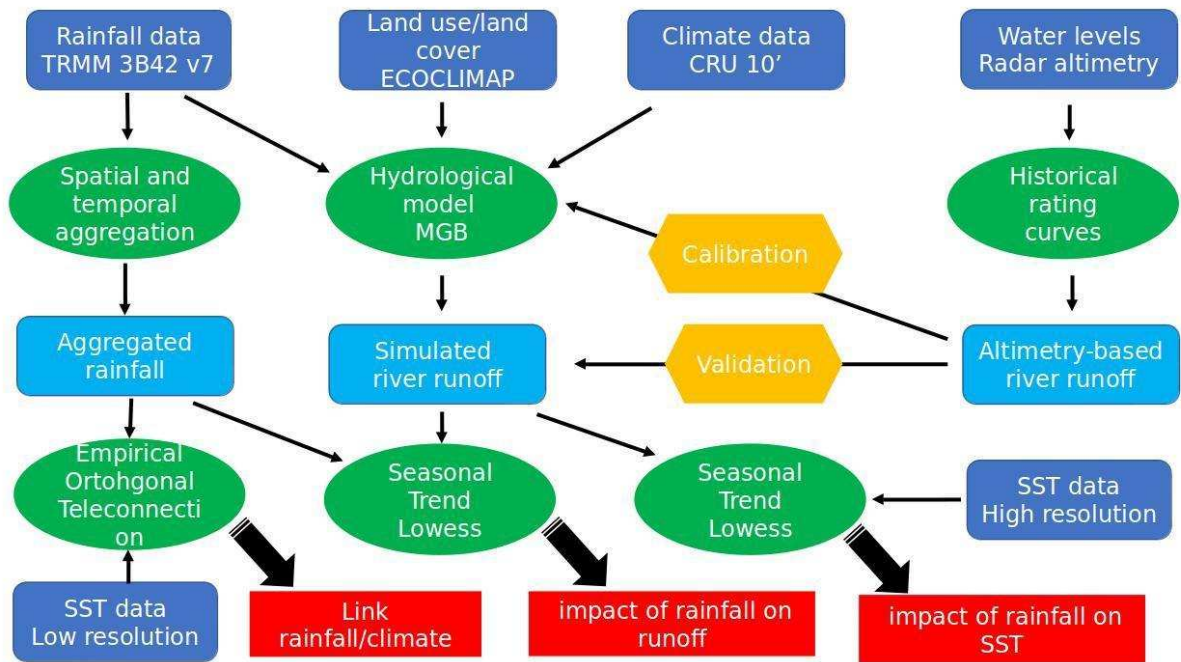 Rainfall data
TRMM 3B42 v7
Land use/land
cover
ECOCLIMAP
Climate data
CRU 10’
Water levels
Radar altimetry
Spatial and
temporal
aggregation
Hydrological
model
MGB
Historical
rating
curves
Calibration
Aggregated
rainfall
Simulated
river runoff
Validation
Altimetry-based
river runoff
Empirical
Ortohgonal
Teleconnecti
on
Seasonal
Trend
Lowess
Seasonal
Trend
Lowess
SST data
High resolution
SST data
Low resolution
Link
rainfall/climate
impact of rainfall on
runoff
impact of rainfall on
SST